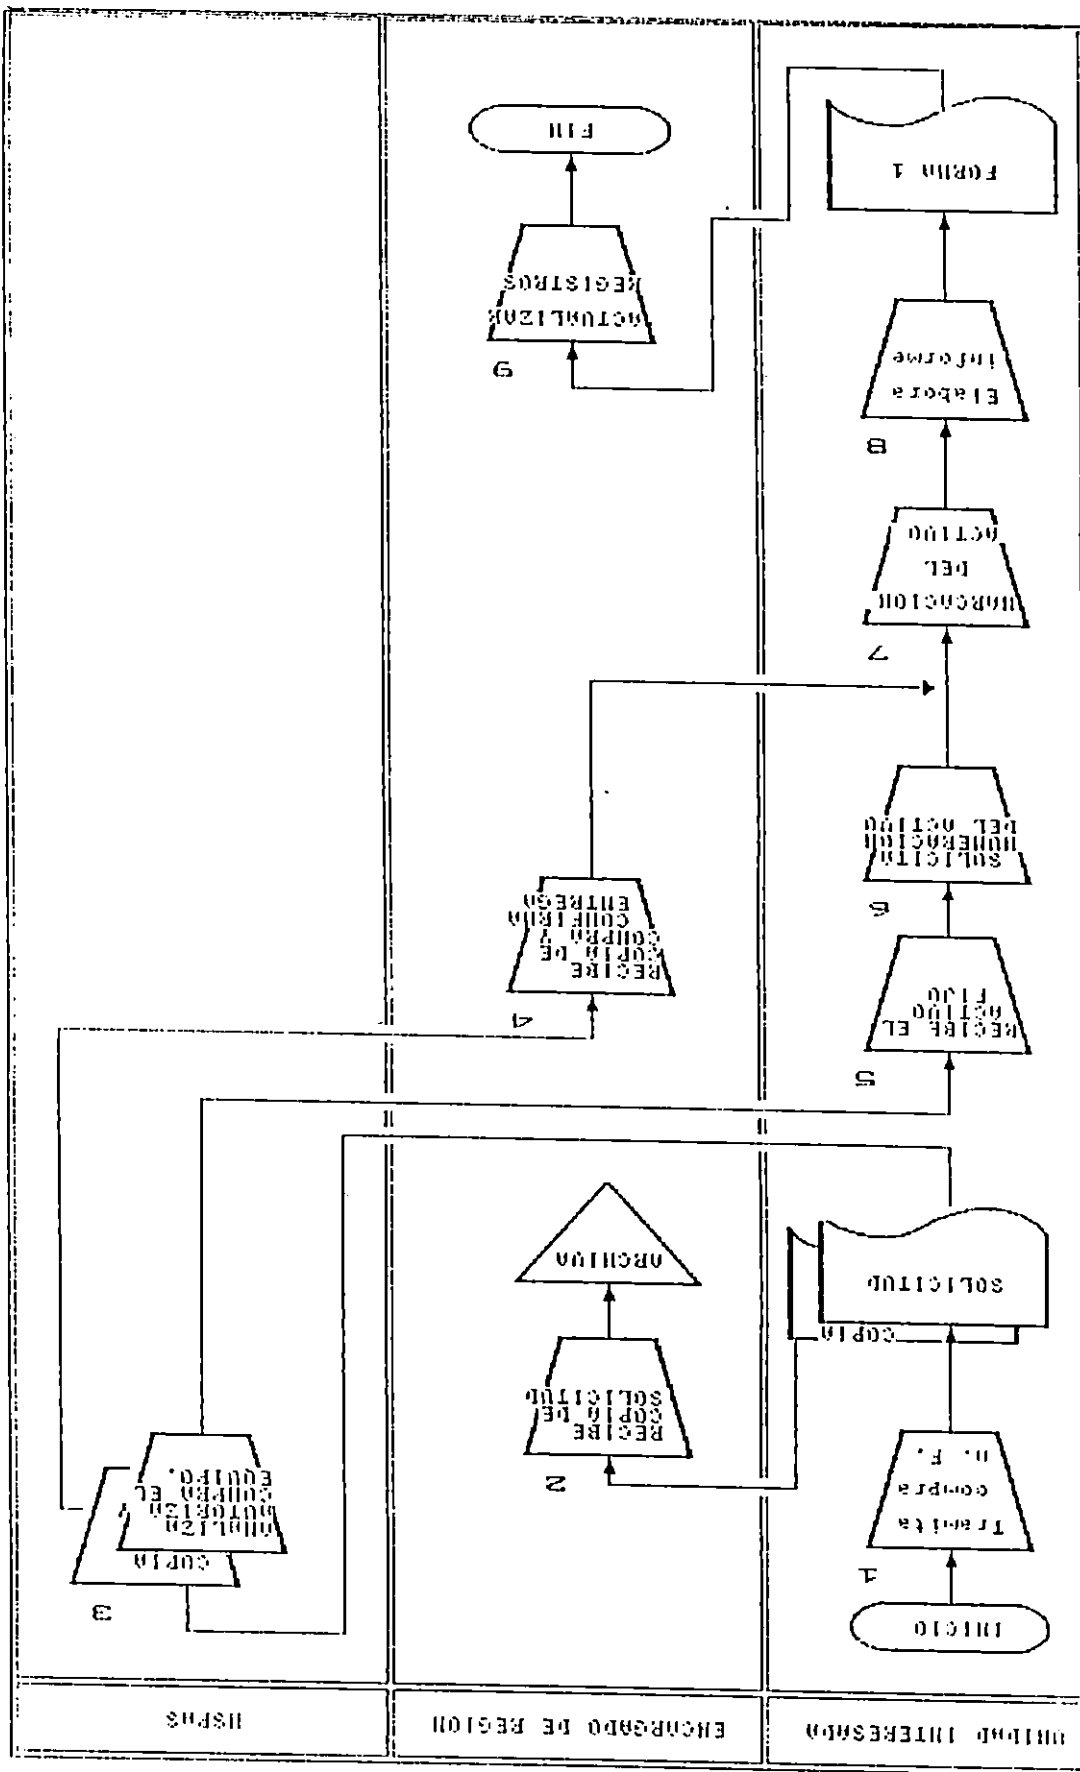 UNIDAD INTERESADA
ENCARGADO DE REGION
MSPAS
INICIO
1
Tramita
compra
a. F.
COPIA
SOLICITUD
2
RECIBE
COPIA DE
SOLICITUD
ARCHIVA
3
COPIA
ANALIZA
AUTORIZA Y
COMPRA EL
EQUIPO.
4
RECIBE
COPIA DE
COMPRA Y
CONFIRMA
ENTREGA
5
RECIBE EL
ACTIVO
FIJO
6
SOLICITA
NUMERACION
DEL ACTIVO
7
MARCACION
DEL
ACTIVO
8
Elabora
informe
FORMA 1
9
ACTUALIZAR
REGISTROS
FIN